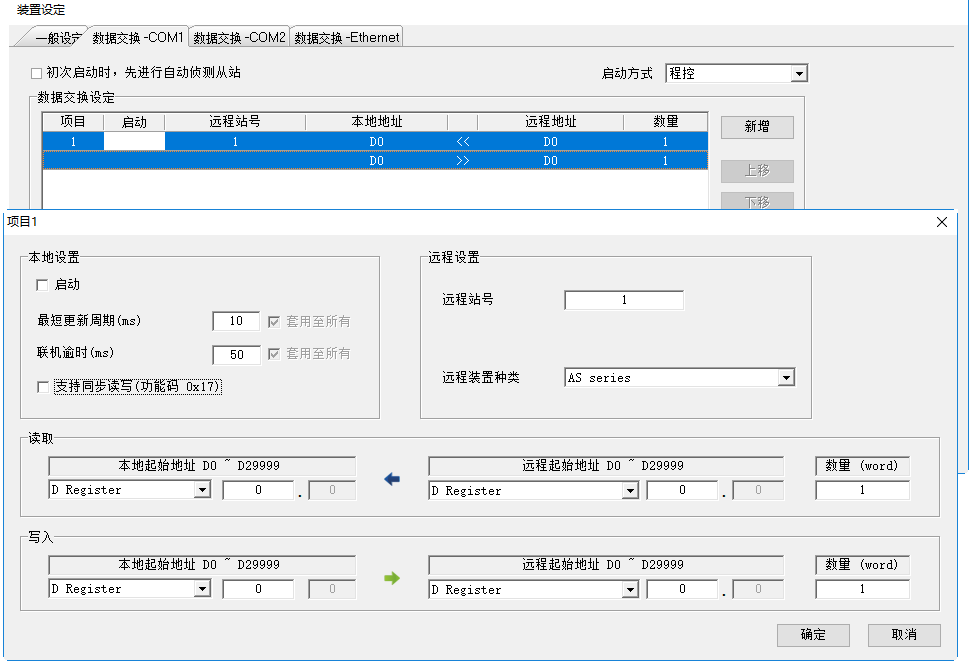 装置设定
一般设定 数据交换 -COM1 数据交换 -COM2 数据交换 -Ethernet
初次启动时，先进行自动侦测从站 启动方式 程控
数据交换设定
项目 启动 远程站号 本地地址 远程地址 数量 新增
1 1 D0 << D0 1
D0 >> D0 1
上移
下移
项目1
本地设置 远程设置
启动
远程站号 1
最短更新周期(ms) 10 套用至所有
联机逾时(ms) 50 套用至所有
远程装置种类 AS series
支持同步读写(功能码 0x17)
读取
本地起始地址 D0 ~ D29999 远程起始地址 D0 ~ D29999 数量 (word)
D Register 0 . 0 D Register 0 . 0 1
写入
本地起始地址 D0 ~ D29999 远程起始地址 D0 ~ D29999 数量 (word)
D Register 0 0 D Register 0 . 0 1
确定 取消